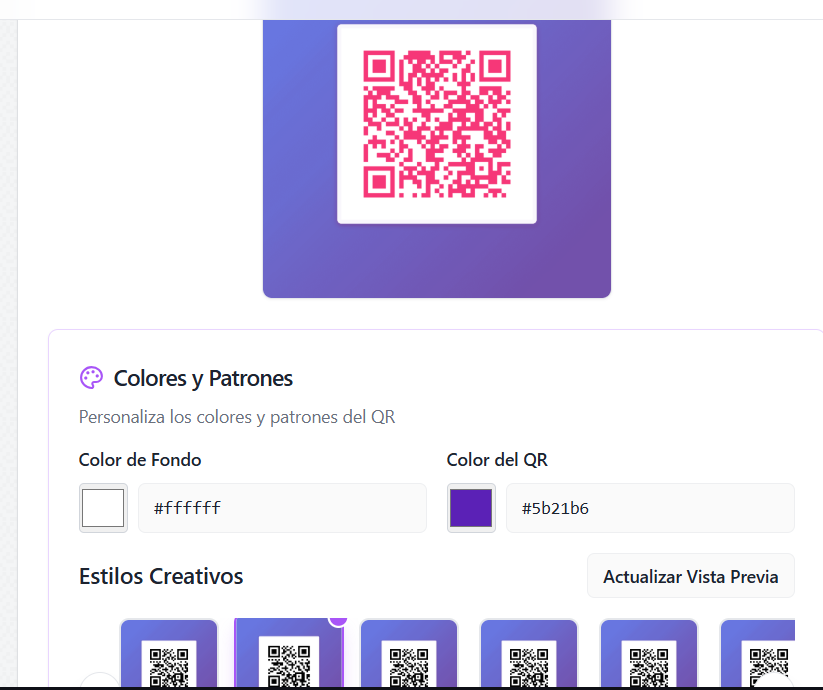 Colores y Patrones
Personaliza los colores y patrones del QR
Color de Fondo
Color del QR
#ffffff
#5b21b6
Estilos Creativos
Actualizar Vista Previa